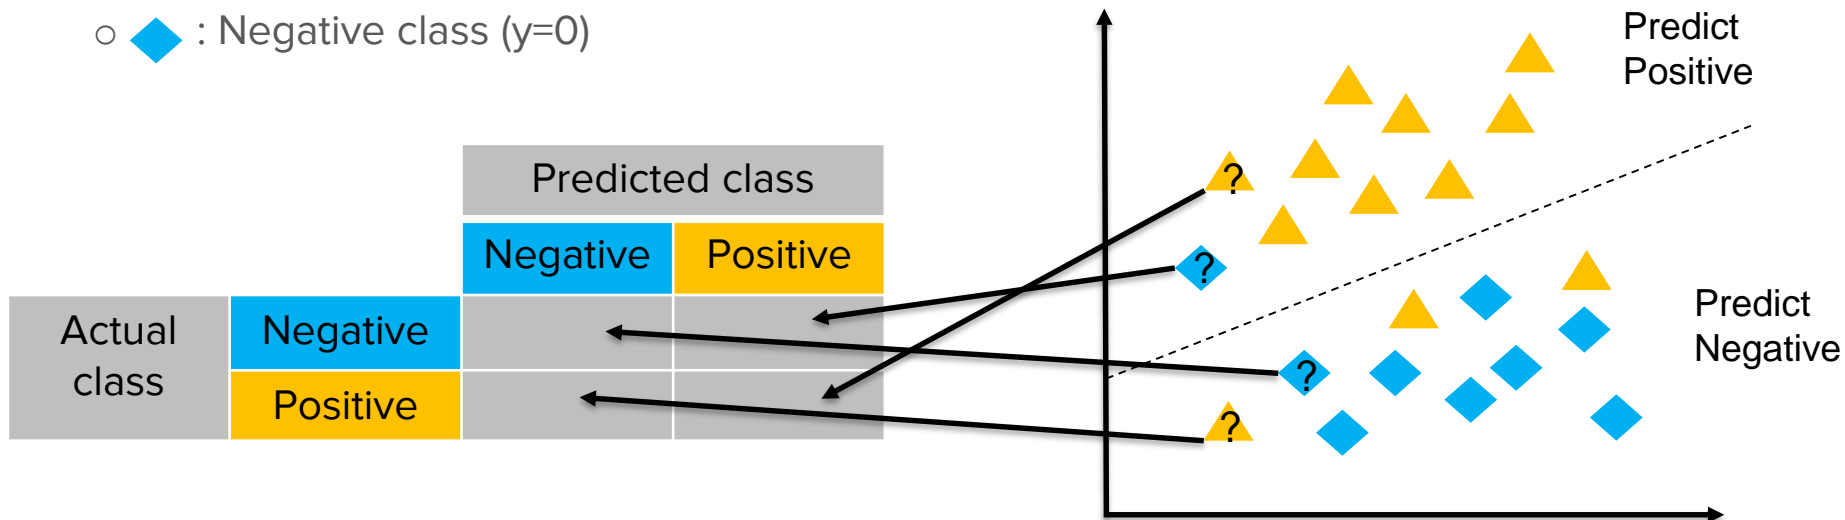 : Negative class (y=0)
Predicted class
Negative Positive
Actual
class
Negative
Positive
Predict
Positive
?
?
?
?
Predict
Negative